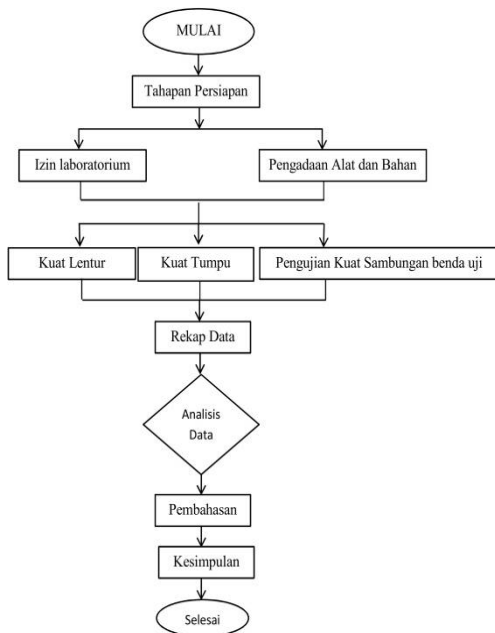 MULAI
Tahapan Persiapan
Izin laboratorium
Pengadaan Alat dan Bahan
Kuat Lentur
Kuat Tumpu
Pengujian Kuat Sambungan benda uji
Rekap Data
Analisis
Data
Pembahasan
Kesimpulan
Selesai